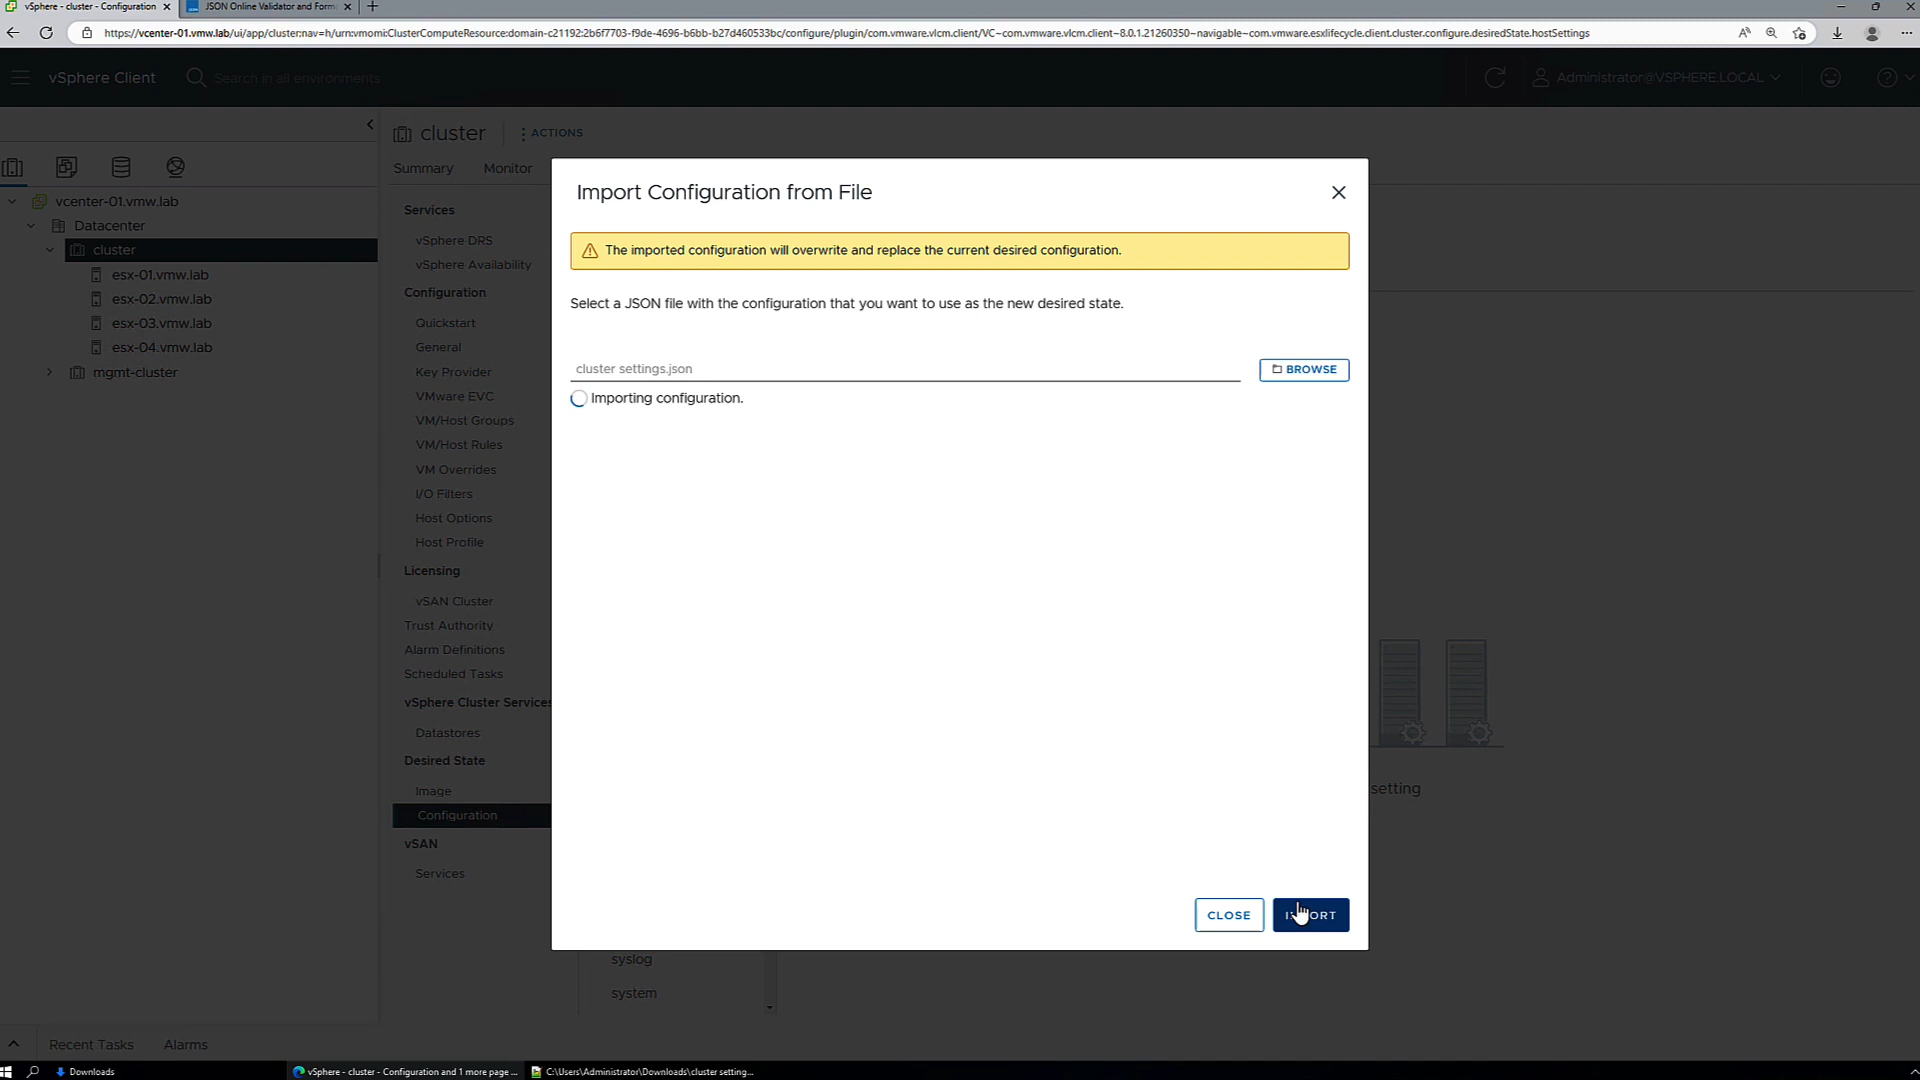 vSphere - cluster - Configuration
JSON Online Validator and Form
https://vcenter-01.vmw.lab/ui/app/cluster;nav=h/urn:vmomi:ClusterComputeResource:domain-c21192:2b6f7703-f9de-4696-b6bb-b27d460533bc/configure/plugin/com.vmware.vlcm.client/VC~com.vmware.vlcm.client~8.0.1.21260350~navigable~com.vmware.esxlifecycle.client.cluster.configure.desiredState.hostSettings
vSphere Client
Search in all environments
Administrator@VSPHERE.LOCAL
cluster
ACTIONS
Summary
Monitor
vcenter-01.vmw.lab
Datacenter
cluster
esx-01.vmw.lab
esx-02.vmw.lab
esx-03.vmw.lab
esx-04.vmw.lab
mgmt-cluster
Services
vSphere DRS
vSphere Availability
Configuration
Quickstart
General
Key Provider
VMware EVC
VM/Host Groups
VM/Host Rules
VM Overrides
I/O Filters
Host Options
Host Profile
Licensing
vSAN Cluster
Trust Authority
Alarm Definitions
Scheduled Tasks
vSphere Cluster Services
Datastores
Desired State
Image
Configuration
vSAN
Services
Import Configuration from File
The imported configuration will overwrite and replace the current desired configuration.
Select a JSON file with the configuration that you want to use as the new desired state.
cluster settings.json
BROWSE
Importing configuration.
CLOSE
setting
syslog
system
Recent Tasks
Alarms
Downloads
vSphere - cluster - Configuration and 1 more page ...
C:\Users\Administrator\Downloads\cluster setting...